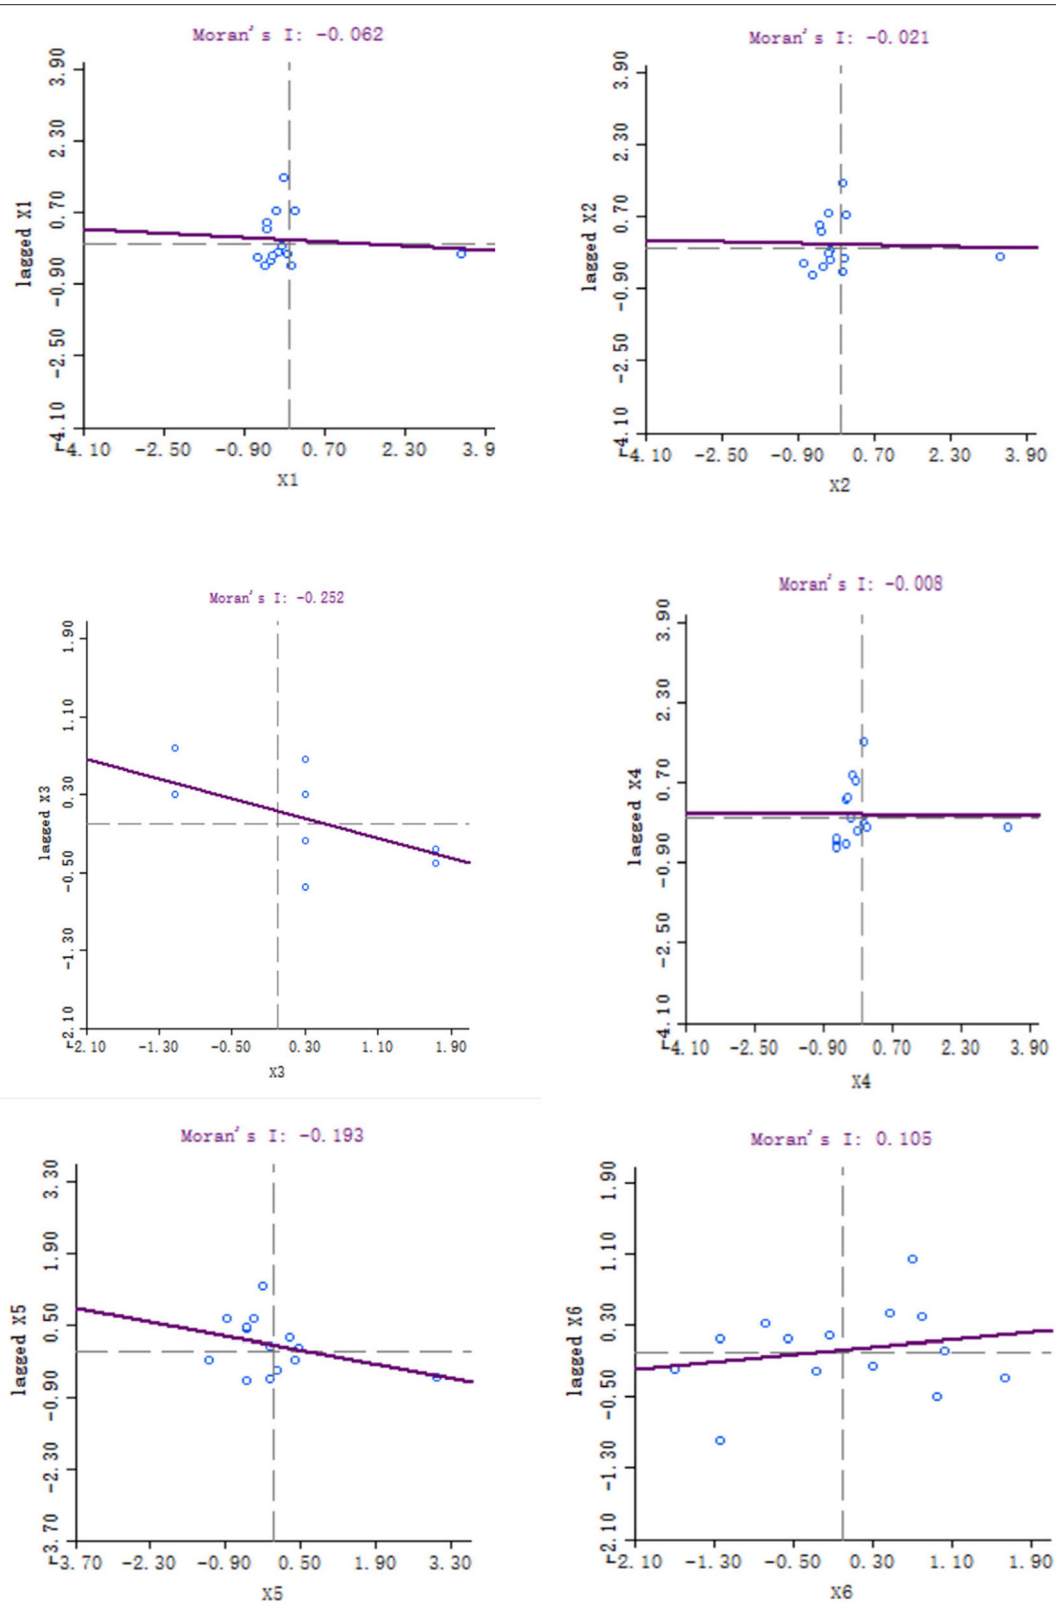 Moran's I: -0.062
lagged X1
3.90
2.30
0.70
-0.90
-2.50
-4.10
-4.10 -2.50 -0.90 0.70 2.30 3.9
X1
Moran's I: -0.021
lagged X2
3.90
2.30
0.70
-0.90
-2.50
-4.10
-4.10 -2.50 -0.90 0.70 2.30 3.90
X2
Moran's I: -0.252
lagged X3
1.90
1.10
0.30
-0.50
-1.30
-2.10
-2.10 -1.30 -0.50 0.30 1.10 1.90
X3
Moran's I: -0.008
lagged X4
3.90
2.30
0.70
-0.90
-2.50
-4.10
-4.10 -2.50 -0.90 0.70 2.30 3.90
X4
Moran's I: -0.193
lagged X5
3.30
1.90
0.50
-0.90
-2.30
-3.70
-3.70 -2.30 -0.90 0.50 1.90 3.30
X5
Moran's I: 0.105
lagged X6
1.90
1.10
0.30
-0.50
-1.30
-2.10
-2.10 -1.30 -0.50 0.30 1.10 1.90
X6